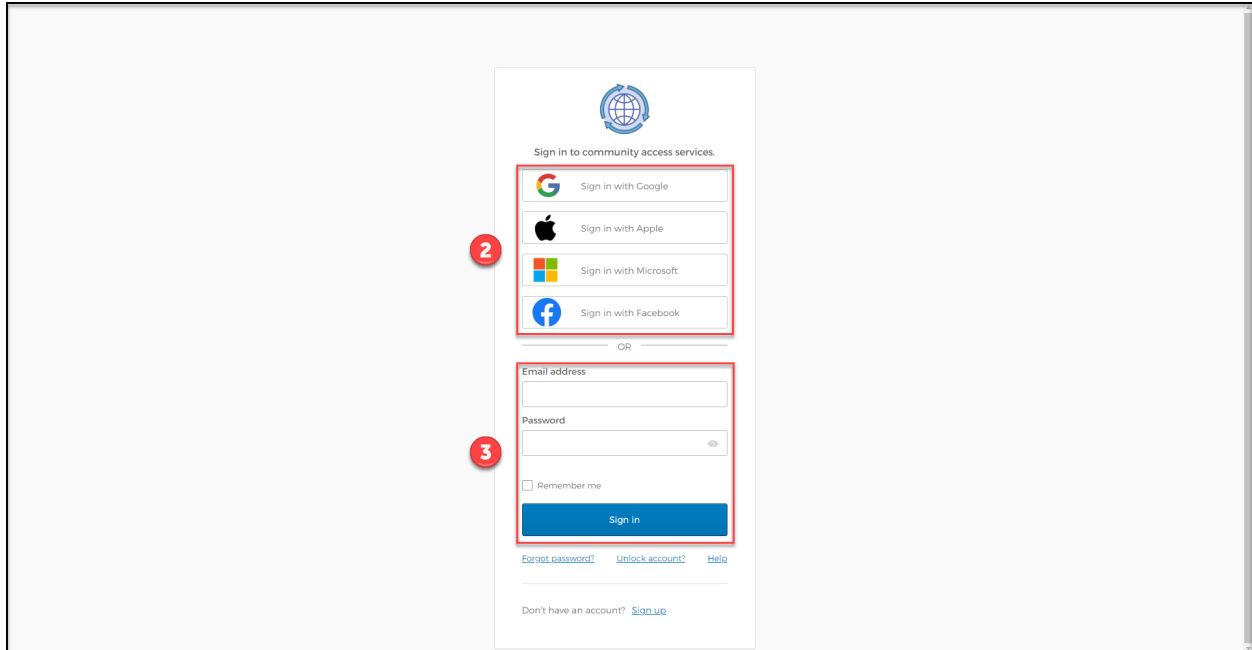 Sign in to community access services.
Sign in with Google
Sign in with Apple
2
Sign in with Microsoft
Sign in with Facebook
OR
Email address
Password
3
Remember me
Sign in
Forgot password? Unlock account? Help
Don't have an account? Sign up